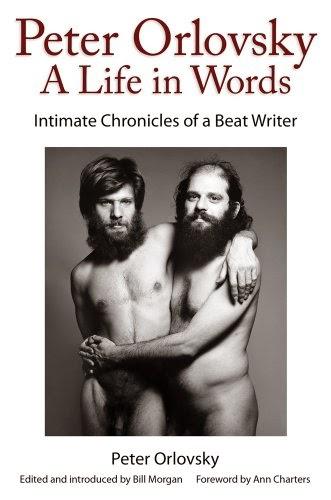 Peter Orlovsky
A Life in Words
Intimate Chronicles of a Beat Writer
Peter Orlovsky
Edited and introduced by Bill Morgan Foreword by Ann Charters